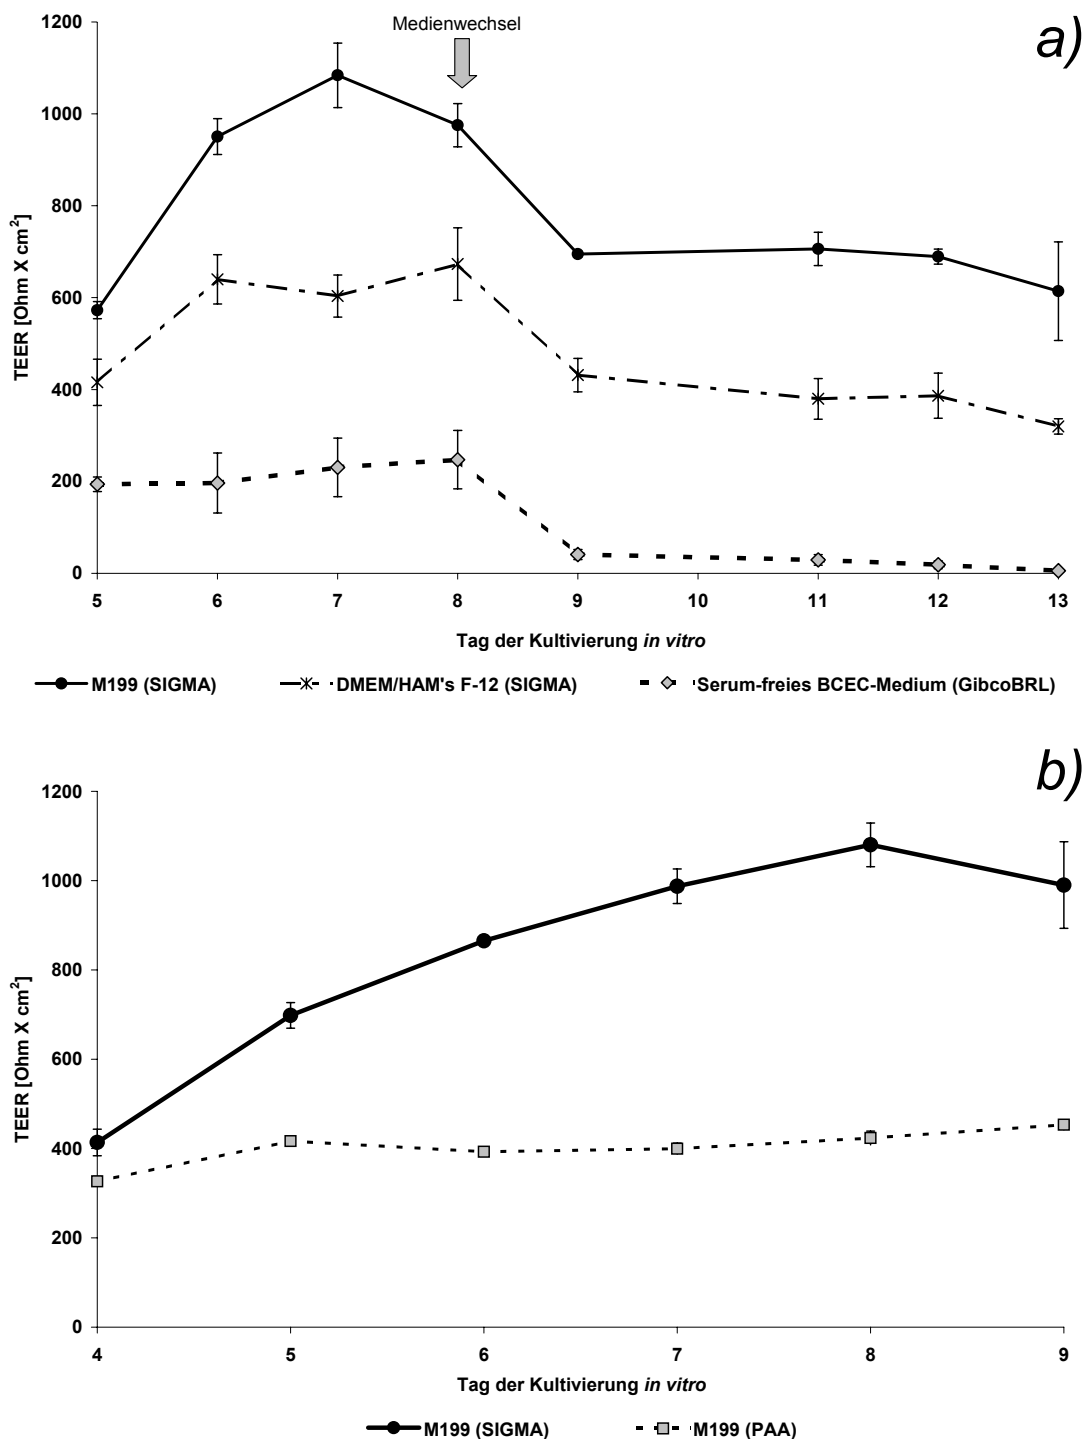 Medienwechsel
a)
1200
1000
800
600
400
200
0
TEER [Ohm X cm²]
5 6 7 8 9 10 11 12 13
Tag der Kultivierung in vitro
M199 (SIGMA) DMEM/HAM's F-12 (SIGMA) Serum-freies BCEC-Medium (GibcoBRL)
b)
1200
1000
800
600
400
200
0
TEER [Ohm X cm²]
4 5 6 7 8 9
Tag der Kultivierung in vitro
M199 (SIGMA) M199 (PAA)